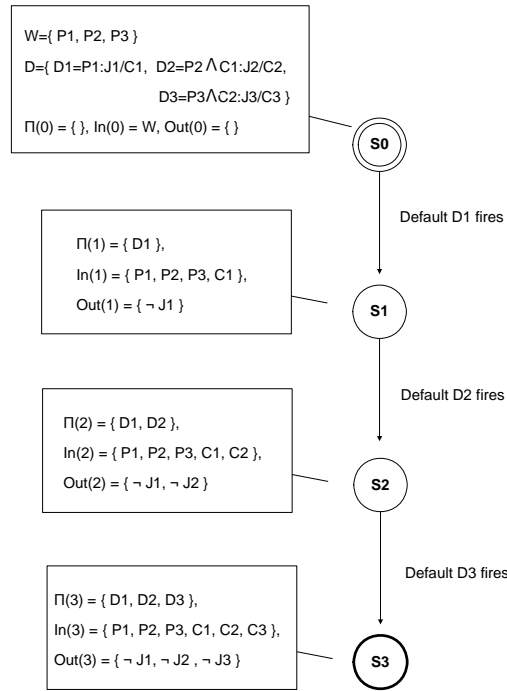 W={ P1, P2, P3 }
D={ D1=P1:J1/C1, D2=P2 ⋀ C1:J2/C2,
D3=P3⋀C2:J3/C3 }
Π(0) = { }, In(0) = W, Out(0) = { }
S0
Default D1 fires
Π(1) = { D1 },
In(1) = { P1, P2, P3, C1 },
Out(1) = { ¬ J1 }
S1
Default D2 fires
Π(2) = { D1, D2 },
In(2) = { P1, P2, P3, C1, C2 },
Out(2) = { ¬ J1, ¬ J2 }
S2
Default D3 fires
Π(3) = { D1, D2, D3 },
In(3) = { P1, P2, P3, C1, C2, C3 },
Out(3) = { ¬ J1, ¬ J2 , ¬ J3 }
S3